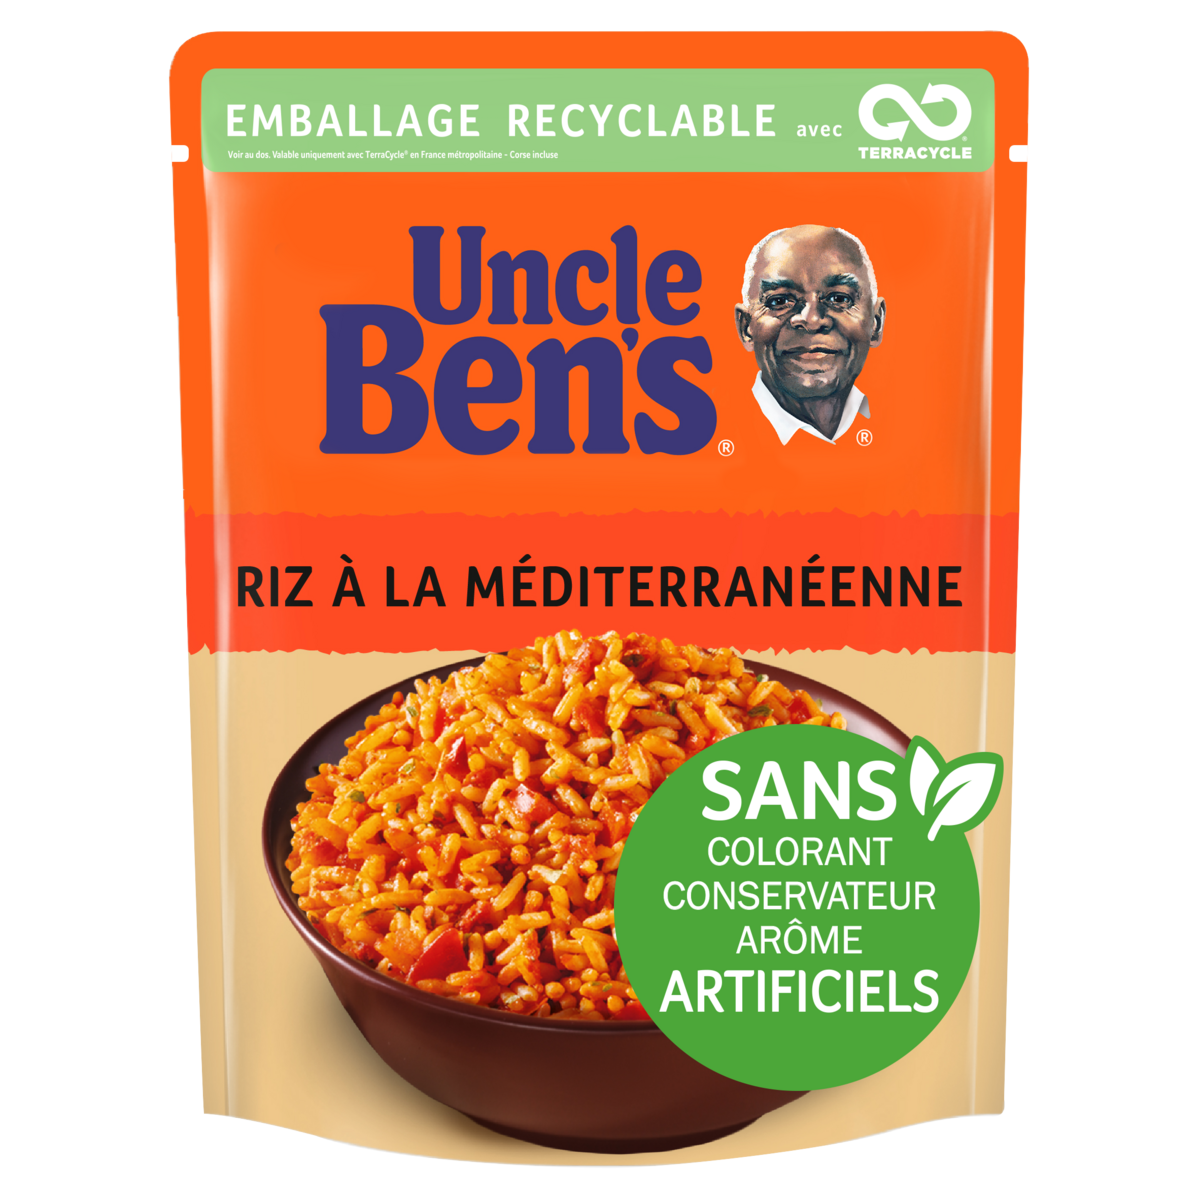 EMBALLAGE RECYCLABLE avec
TERRACYCLE®
Voir au dos. Valable uniquement avec TerraCycle® en France métropolitaine - Corse incluse
Uncle
Ben's®
®
RIZ À LA MÉDITERRANÉENNE
SANS
COLORANT
CONSERVATEUR
ARÔME
ARTIFICIELS